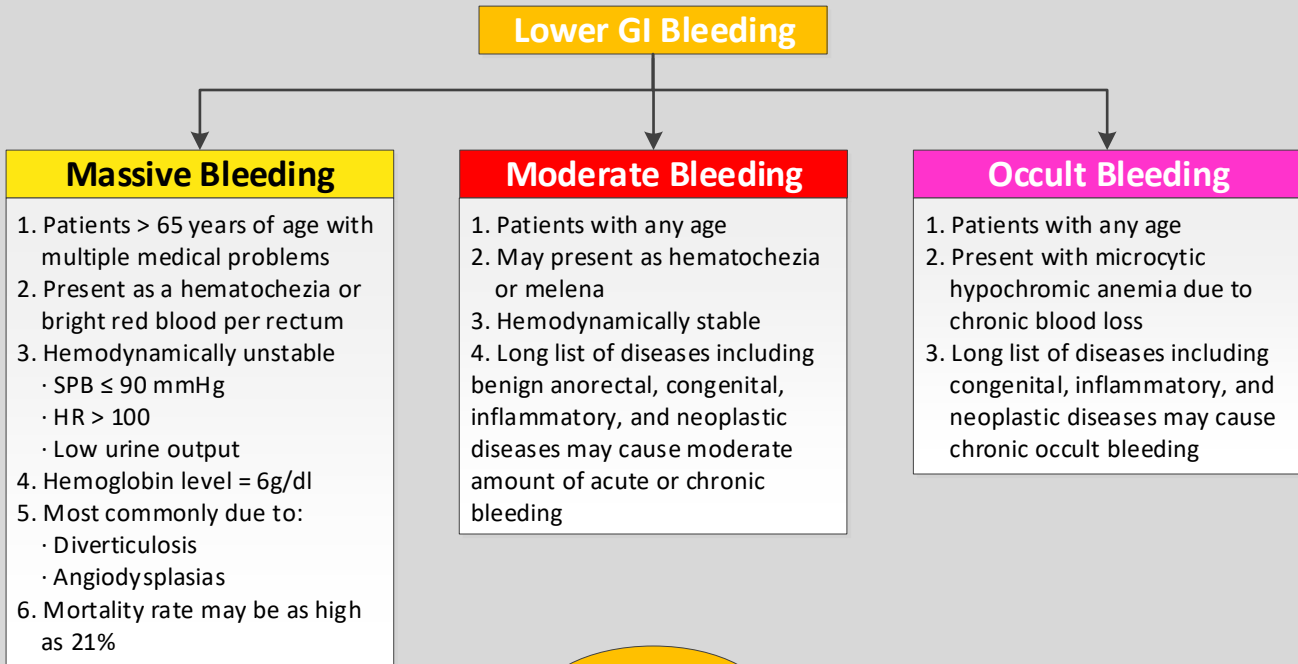 Lower GI Bleeding
Massive Bleeding
1. Patients > 65 years of age with
multiple medical problems
2. Present as a hematochezia or
bright red blood per rectum
3. Hemodynamically unstable
· SPB ≤ 90 mmHg
· HR > 100
· Low urine output
4. Hemoglobin level = 6g/dl
5. Most commonly due to:
· Diverticulosis
· Angiodysplasias
6. Mortality rate may be as high
as 21%
Moderate Bleeding
1. Patients with any age
2. May present as hematochezia
or melena
3. Hemodynamically stable
4. Long list of diseases including
benign anorectal, congenital,
inflammatory, and neoplastic
diseases may cause moderate
amount of acute or chronic
bleeding
Occult Bleeding
1. Patients with any age
2. Present with microcytic
hypochromic anemia due to
chronic blood loss
3. Long list of diseases including
congenital, inflammatory, and
neoplastic diseases may cause
chronic occult bleeding